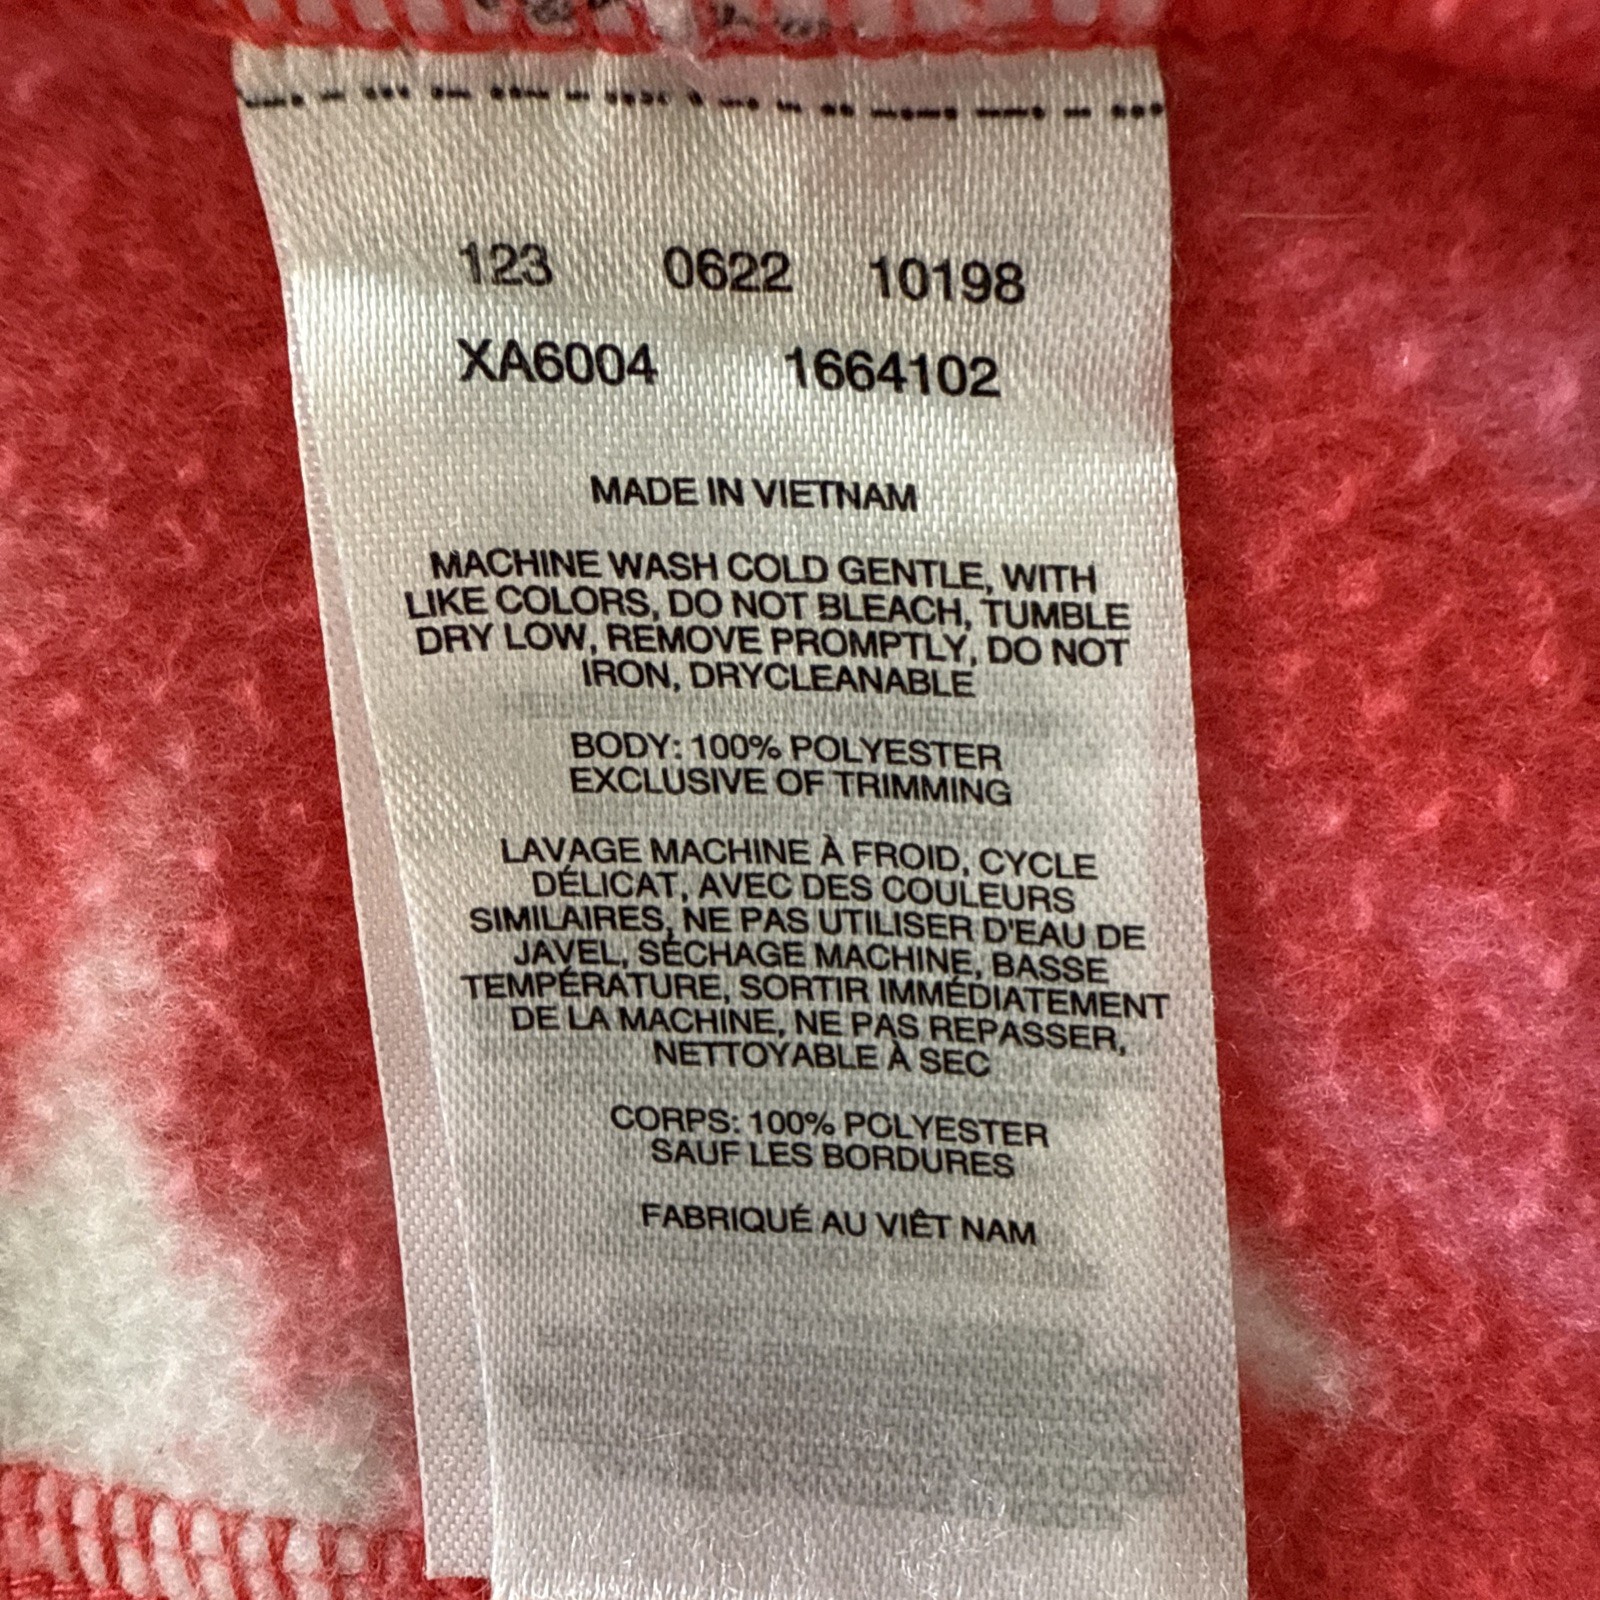 123 0622 10198
XA6004 1664102
MADE IN VIETNAM
MACHINE WASH COLD GENTLE, WITH
LIKE COLORS, DO NOT BLEACH, TUMBLE
DRY LOW, REMOVE PROMPTLY, DO NOT
IRON, DRYCLEANABLE
BODY: 100% POLYESTER
EXCLUSIVE OF TRIMMING
LAVAGE MACHINE À FROID, CYCLE
DÉLICAT, AVEC DES COULEURS
SIMILAIRES, NE PAS UTILISER D'EAU DE
JAVEL, SÉCHAGE MACHINE, BASSE
TEMPÉRATURE, SORTIR IMMÉDIATEMENT
DE LA MACHINE, NE PAS REPASSER,
NETTOYABLE À SEC
CORPS: 100% POLYESTER
SAUF LES BORDURES
FABRIQUÉ AU VIÊT NAM